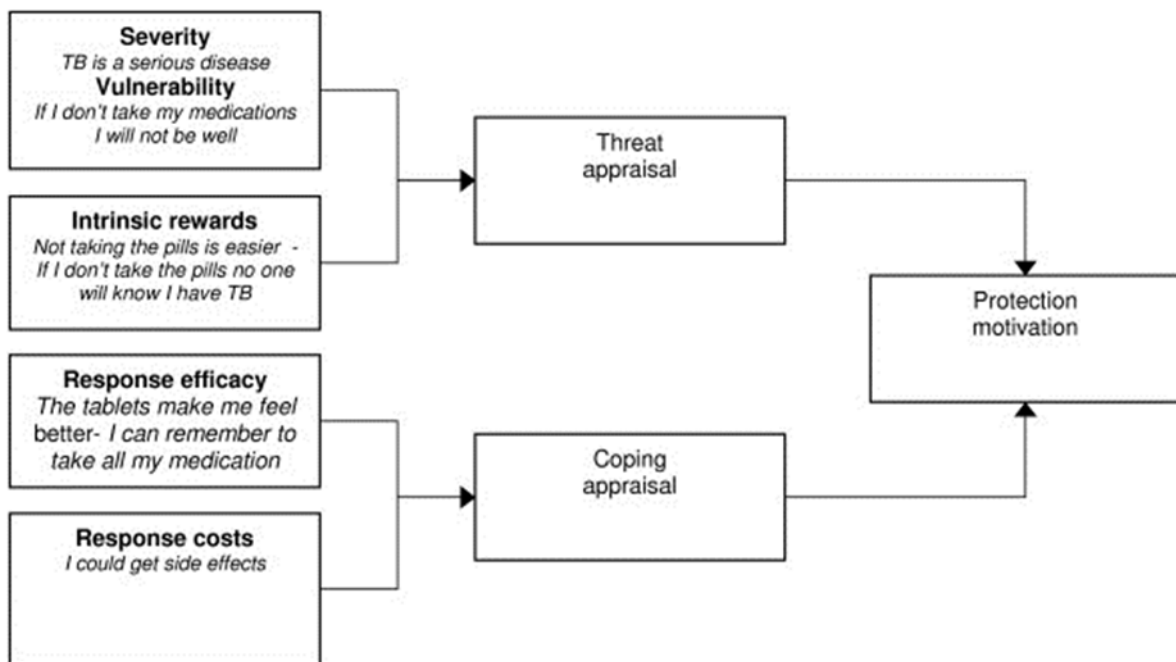 Severity
TB is a serious disease
Vulnerability
If I don't take my medications
I will not be well
Intrinsic rewards
Not taking the pills is easier -
If I don't take the pills no one
will know I have TB
Response efficacy
The tablets make me feel
better- I can remember to
take all my medication
Response costs
I could get side effects
Threat
appraisal
Coping
appraisal
Protection
motivation